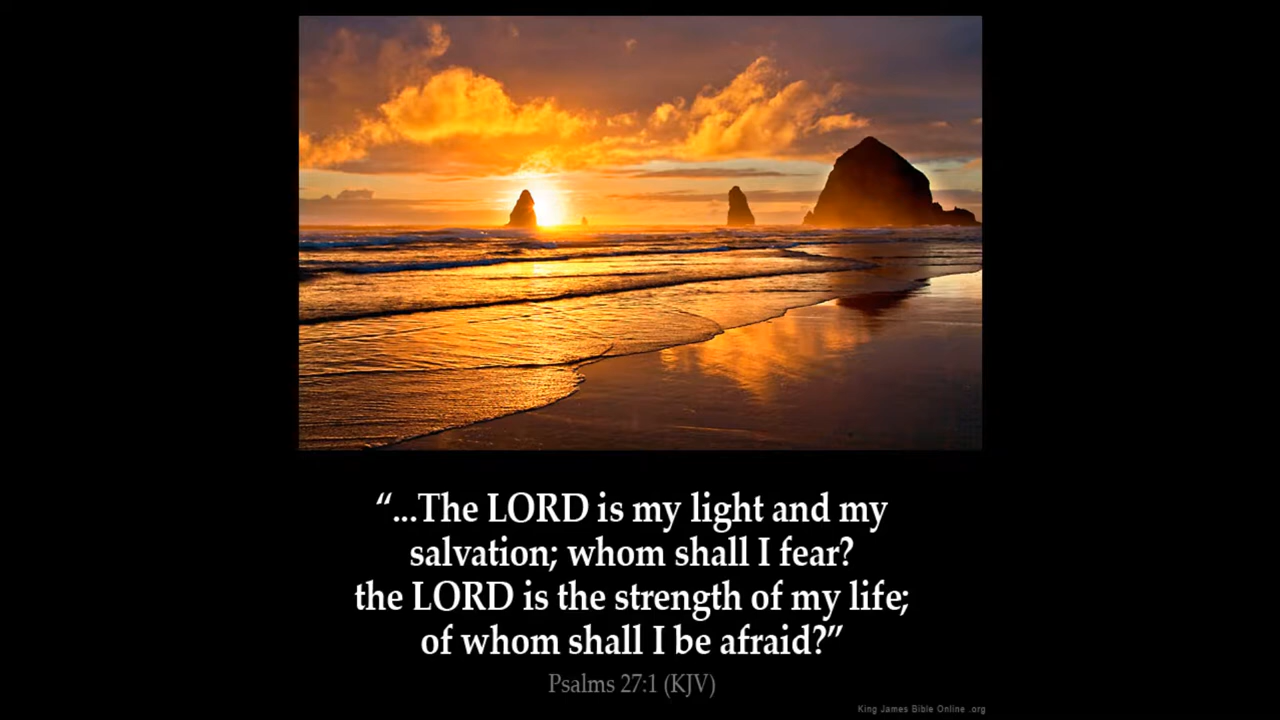 “...The LORD is my light and my
salvation; whom shall I fear?
the LORD is the strength of my life;
of whom shall I be afraid?”
Psalms 27:1 (KJV)
King James Bible Online .org